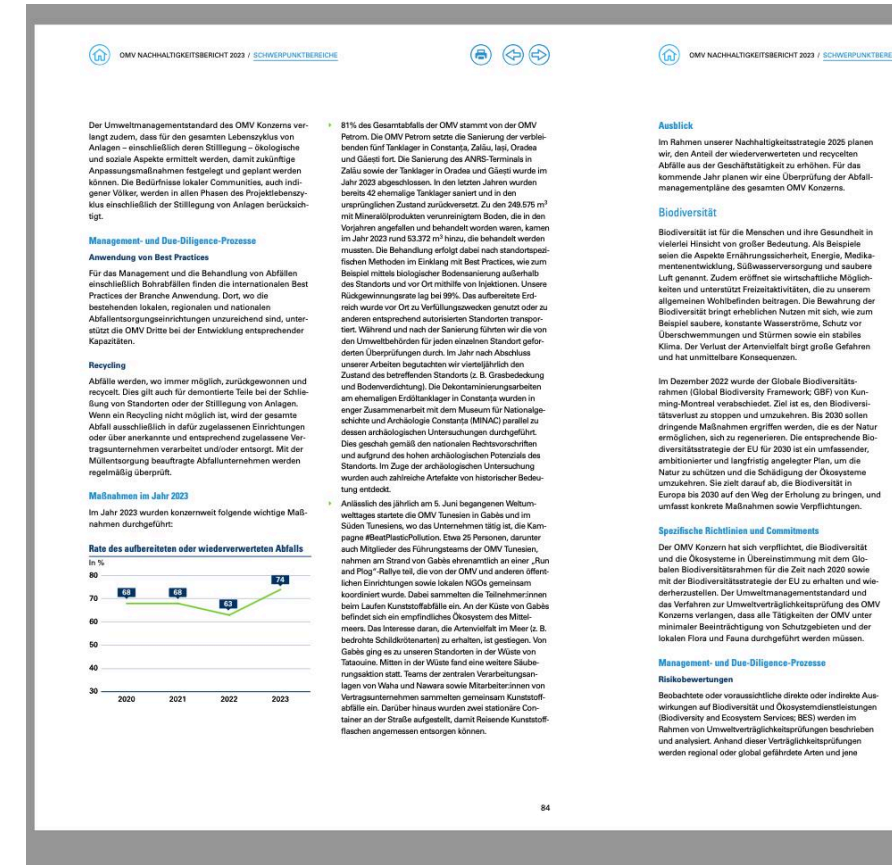 OMV NACHHALTIGKEITSBERICHT 2023 / SCHWERPUNKTBEREICHE
Der Umweltmanagementstandard des OMV Konzerns ver-
langt zudem, dass für den gesamten Lebenszyklus von
Anlagen – einschließlich deren Stilllegung – ökologische
und soziale Aspekte ermittelt werden, damit zukünftige
Anpassungsmaßnahmen festgelegt und geplant werden
können. Die Bedürfnisse lokaler Communities, auch indi-
gener Völker, werden in allen Phasen des Projektlebenszy-
klus einschließlich der Stilllegung von Anlagen berücksich-
tigt.
Management- und Due-Diligence-Prozesse
Anwendung von Best Practices
Für das Management und die Behandlung von Abfällen
einschließlich Bohrabfällen finden die internationalen Best
Practices der Branche Anwendung. Dort, wo die
bestehenden lokalen, regionalen und nationalen
Abfallentsorgungseinrichtungen unzureichend sind, unter-
stützt die OMV Dritte bei der Entwicklung entsprechender
Kapazitäten.
Recycling
Abfälle werden, wo immer möglich, zurückgewonnen und
recycelt. Dies gilt auch für demontierte Teile bei der Schlie-
ßung von Standorten oder der Stilllegung von Anlagen.
Wenn ein Recycling nicht möglich ist, wird der gesamte
Abfall ausschließlich in dafür zugelassenen Einrichtungen
oder über anerkannte und entsprechend zugelassene Ver-
tragsunternehmen verarbeitet und/oder entsorgt. Mit der
Müllentsorgung beauftragte Abfallunternehmen werden
regelmäßig überprüft.
Maßnahmen im Jahr 2023
Im Jahr 2023 wurden konzernweit folgende wichtige Maß-
nahmen durchgeführt:
Rate des aufbereiteten oder wiederverwerteten Abfalls
In %
80
70
60
50
40
30
68
68
63
74
2020 2021 2022 2023
81% des Gesamtabfalls der OMV stammt von der OMV
Petrom. Die OMV Petrom setzte die Sanierung der verblei-
benden fünf Tanklager in Constanța, Zalău, Iași, Oradea
und Găești fort. Die Sanierung des ANRS-Terminals in
Zalău sowie der Tanklager in Oradea und Găești wurde im
Jahr 2023 abgeschlossen. In den letzten Jahren wurden
bereits 42 ehemalige Tanklager saniert und in den
ursprünglichen Zustand zurückversetzt. Zu den 249.575 m³
mit Mineralölprodukten verunreinigtem Boden, die in den
Vorjahren angefallen und behandelt worden waren, kamen
im Jahr 2023 rund 53.372 m³ hinzu, die behandelt werden
mussten. Die Behandlung erfolgt dabei nach standortspezi-
fischen Methoden im Einklang mit Best Practices, wie zum
Beispiel mittels biologischer Bodensanierung außerhalb
des Standorts und vor Ort mithilfe von Injektionen. Unsere
Rückgewinnungsrate lag bei 99%. Das aufbereitete Erd-
reich wurde vor Ort zu Verfüllungszwecken genutzt oder zu
anderen entsprechend autorisierten Standorten transpor-
tiert. Während und nach der Sanierung führten wir die von
den Umweltbehörden für jeden einzelnen Standort gefor-
derten Überprüfungen durch. Im Jahr nach Abschluss
unserer Arbeiten begutachten wir vierteljährlich den
Zustand des betreffenden Standorts (z. B. Grasbedeckung
und Bodenverdichtung). Die Dekontaminierungsarbeiten
am ehemaligen Erdöltanklager in Constanța wurden in
enger Zusammenarbeit mit dem Museum für Nationalge-
schichte und Archäologie Constanța (MINAC) parallel zu
dessen archäologischen Untersuchungen durchgeführt.
Dies geschah gemäß den nationalen Rechtsvorschriften
und aufgrund des hohen archäologischen Potenzials des
Standorts. Im Zuge der archäologischen Untersuchung
wurden auch zahlreiche Artefakte von historischer Bedeu-
tung entdeckt.
Anlässlich des jährlich am 5. Juni begangenen Weltum-
welttages startete die OMV Tunesien in Gabès und im
Süden Tunesiens, wo das Unternehmen tätig ist, die Kam-
pagne #BeatPlasticPollution. Etwa 25 Personen, darunter
auch Mitglieder des Führungsteams der OMV Tunesien,
nahmen am Strand von Gabès ehrenamtlich an einer „Run
and Plog“-Rallye teil, die von der OMV und anderen öffent-
lichen Einrichtungen sowie lokalen NGOs gemeinsam
koordiniert wurde. Dabei sammelten die Teilnehmer:innen
beim Laufen Kunststoffabfälle ein. An der Küste von Gabès
befindet sich ein empfindliches Ökosystem des Mittel-
meers. Das Interesse daran, die Artenvielfalt im Meer (z. B.
bedrohte Schildkrötenarten) zu erhalten, ist gestiegen. Von
Gabès ging es zu unseren Standorten in der Wüste von
Tataouine. Mitten in der Wüste fand eine weitere Säube-
rungsaktion statt. Teams der zentralen Verarbeitungsan-
lagen von Waha und Nawara sowie Mitarbeiter:innen von
Vertragsunternehmen sammelten gemeinsam Kunststoff-
abfälle ein. Darüber hinaus wurden zwei stationäre Con-
tainer an der Straße aufgestellt, damit Reisende Kunststoff-
flaschen angemessen entsorgen können.
84
OMV NACHHALTIGKEITSBERICHT 2023 / SCHWERPUNKTBERE
Ausblick
Im Rahmen unserer Nachhaltigkeitsstrategie 2025 planen
wir, den Anteil der wiederverwerteten und recycelten
Abfälle aus der Geschäftstätigkeit zu erhöhen. Für das
kommende Jahr planen wir eine Überprüfung der Abfall-
managementpläne des gesamten OMV Konzerns.
Biodiversität
Biodiversität ist für die Menschen und ihre Gesundheit in
vielerlei Hinsicht von großer Bedeutung. Als Beispiele
seien die Aspekte Ernährungssicherheit, Energie, Medika-
mentenentwicklung, Süßwasserversorgung und saubere
Luft genannt. Zudem eröffnet sie wirtschaftliche Möglich-
keiten und unterstützt Freizeitaktivitäten, die zu unserem
allgemeinen Wohlbefinden beitragen. Die Bewahrung der
Biodiversität bringt erheblichen Nutzen mit sich, wie zum
Beispiel saubere, konstante Wasserströme, Schutz vor
Überschwemmungen und Stürmen sowie ein stabiles
Klima. Der Verlust der Artenvielfalt birgt große Gefahren
und hat unmittelbare Konsequenzen.
Im Dezember 2022 wurde der Globale Biodiversitäts-
rahmen (Global Biodiversity Framework; GBF) von Kun-
ming-Montreal verabschiedet. Ziel ist es, den Biodiversi-
tätsverlust zu stoppen und umzukehren. Bis 2030 sollen
dringende Maßnahmen ergriffen werden, die es der Natur
ermöglichen, sich zu regenerieren. Die entsprechende Bio-
diversitätsstrategie der EU für 2030 ist ein umfassender,
ambitionierter und langfristig angelegter Plan, um die
Natur zu schützen und die Schädigung der Ökosysteme
umzukehren. Sie zielt darauf ab, die Biodiversität in
Europa bis 2030 auf den Weg der Erholung zu bringen, und
umfasst konkrete Maßnahmen sowie Verpflichtungen.
Spezifische Richtlinien und Commitments
Der OMV Konzern hat sich verpflichtet, die Biodiversität
und die Ökosysteme in Übereinstimmung mit dem Glo-
balen Biodiversitätsrahmen für die Zeit nach 2020 sowie
mit der Biodiversitätsstrategie der EU zu erhalten und wie-
derherzustellen. Der Umweltmanagementstandard und
das Verfahren zur Umweltverträglichkeitsprüfung des OMV
Konzerns verlangen, dass alle Tätigkeiten der OMV unter
minimaler Beeinträchtigung von Schutzgebieten und der
lokalen Flora und Fauna durchgeführt werden müssen.
Management- und Due-Diligence-Prozesse
Risikobewertungen
Beobachtete oder voraussichtliche direkte oder indirekte Aus-
wirkungen auf Biodiversität und Ökosystemdienstleistungen
(Biodiversity and Ecosystem Services; BES) werden im
Rahmen von Umweltverträglichkeitsprüfungen beschrieben
und analysiert. Anhand dieser Verträglichkeitsprüfungen
werden regional oder global gefährdete Arten und jene